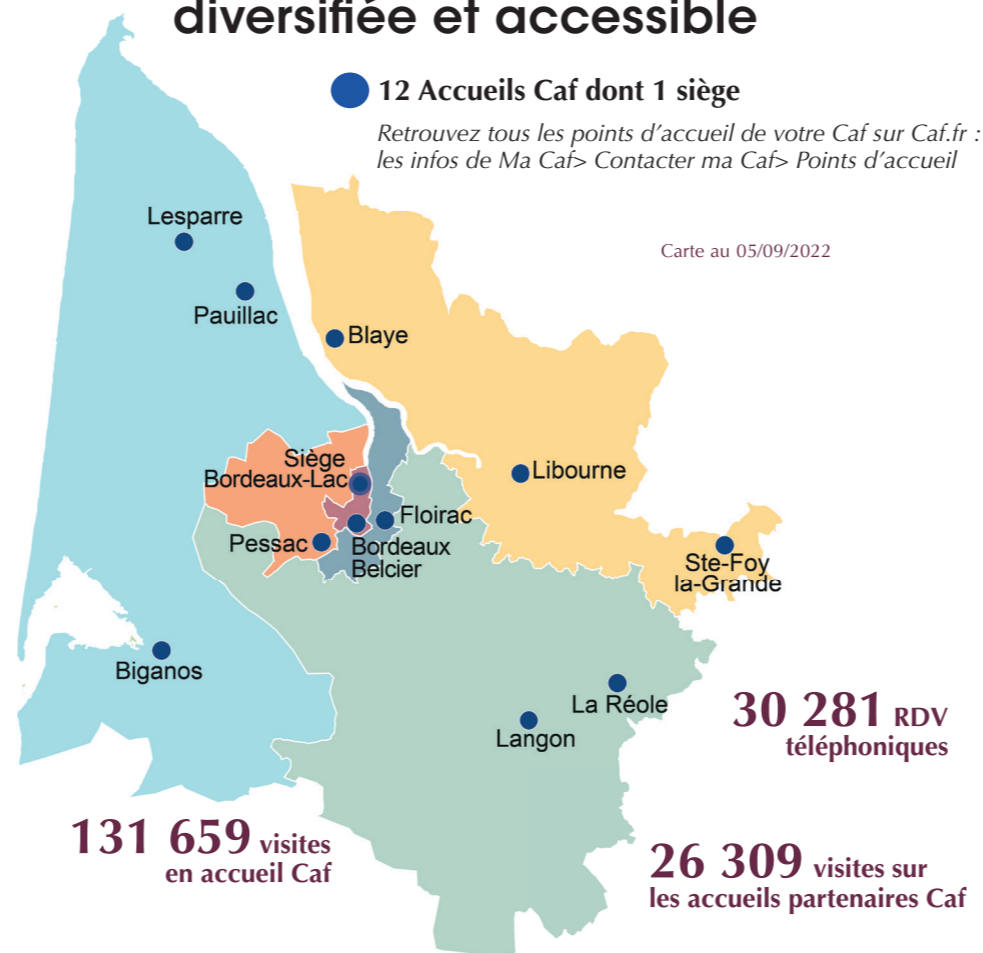 diversifiée et accessible
12 Accueils Caf dont 1 siège
Retrouvez tous les points d'accueil de votre Caf sur Caf.fr :
les infos de Ma Caf> Contacter ma Caf> Points d'accueil
Carte au 05/09/2022
Lesparre
Pauillac
Blaye
Siège
Bordeaux-Lac
Libourne
Floirac
Pessac
Bordeaux
Belcier
Ste-Foy
la-Grande
Biganos
La Réole
Langon
30 281 RDV
téléphoniques
131 659 visites
en accueil Caf
26 309 visites sur
les accueils partenaires Caf